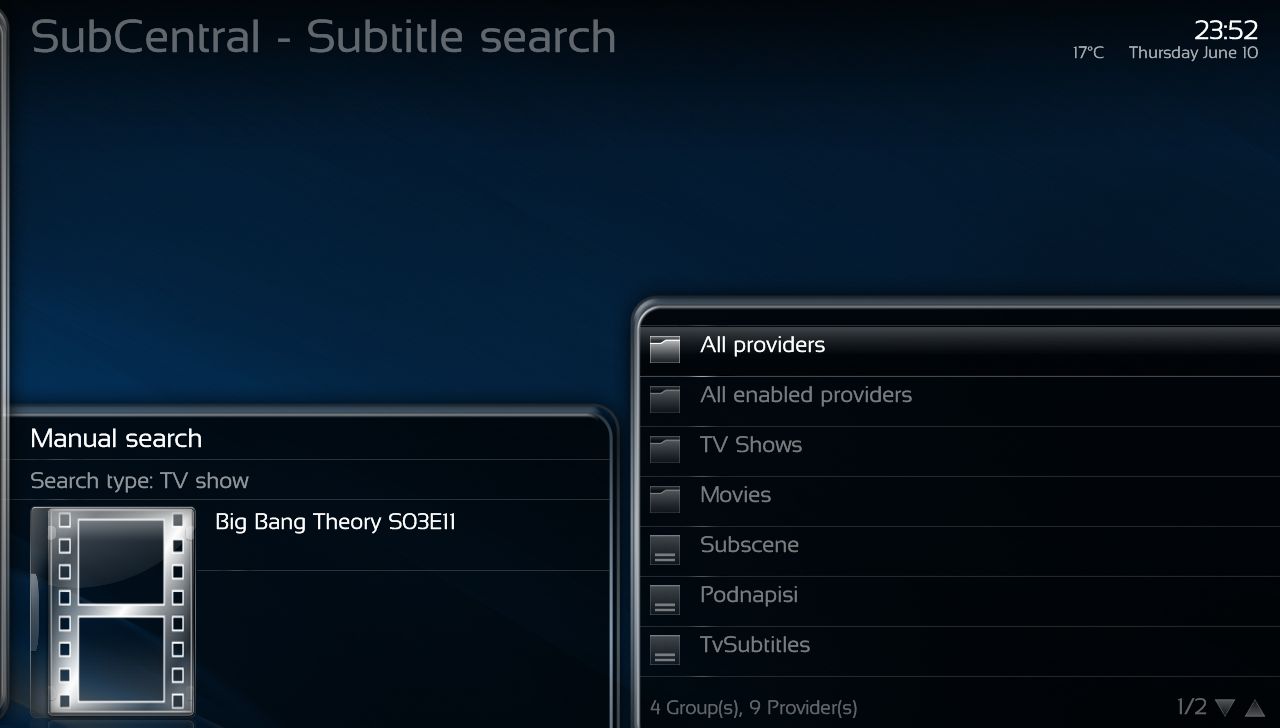 SubCentral - Subtitle search
23:52
17°C Thursday June 10
Manual search
Search type: TV show
Big Bang Theory S03E11
All providers
All enabled providers
TV Shows
Movies
Subscene
Podnapisi
TvSubtitles
4 Group(s), 9 Provider(s)
1/2